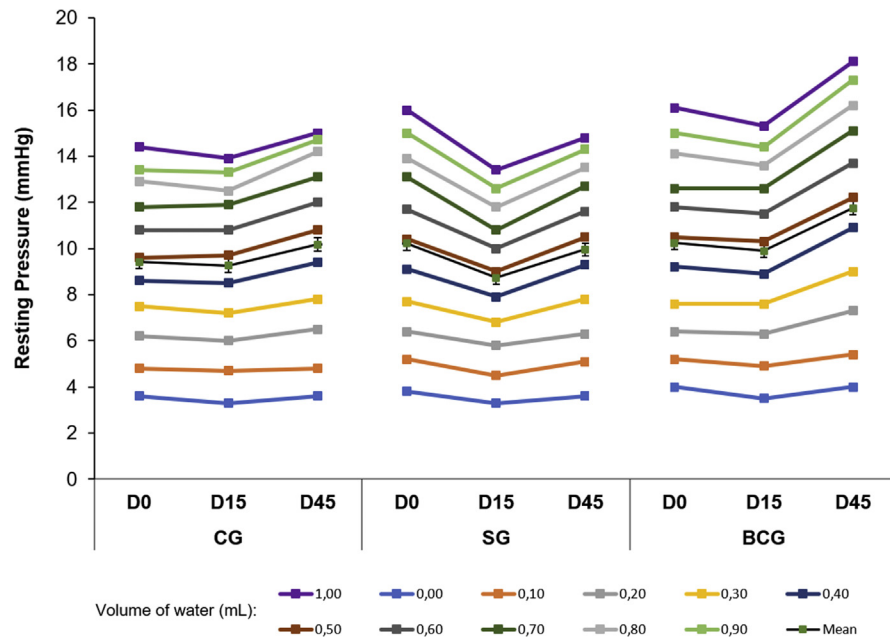 20
18
16
14
12
10
8
6
4
2
0
Resting Pressure (mmHg)
D0 D15 D45 D0 D15 D45 D0 D15 D45
CG SG BCG
Volume of water (mL):
1,00 0,00 0,10 0,20 0,30 0,40
0,50 0,60 0,70 0,80 0,90 Mean